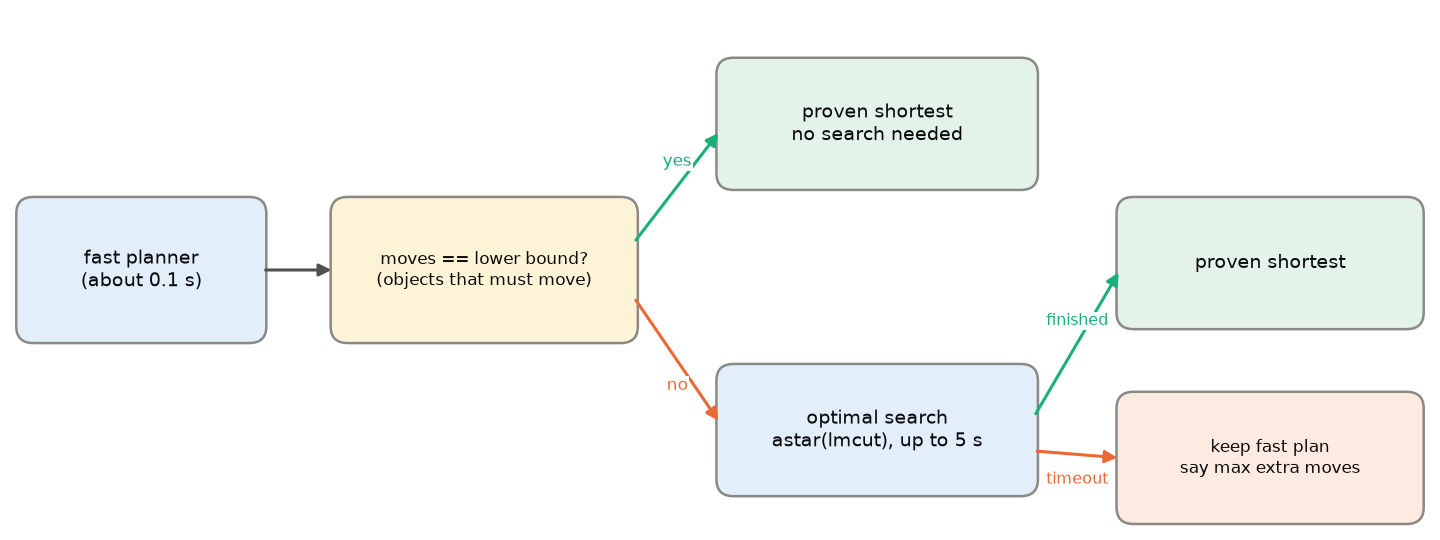 fast planner
(about 0.1 s)
moves == lower bound?
(objects that must move)
yes
proven shortest
no search needed
no
optimal search
astar(lmcut), up to 5 s
finished
proven shortest
timeout
keep fast plan
say max extra moves